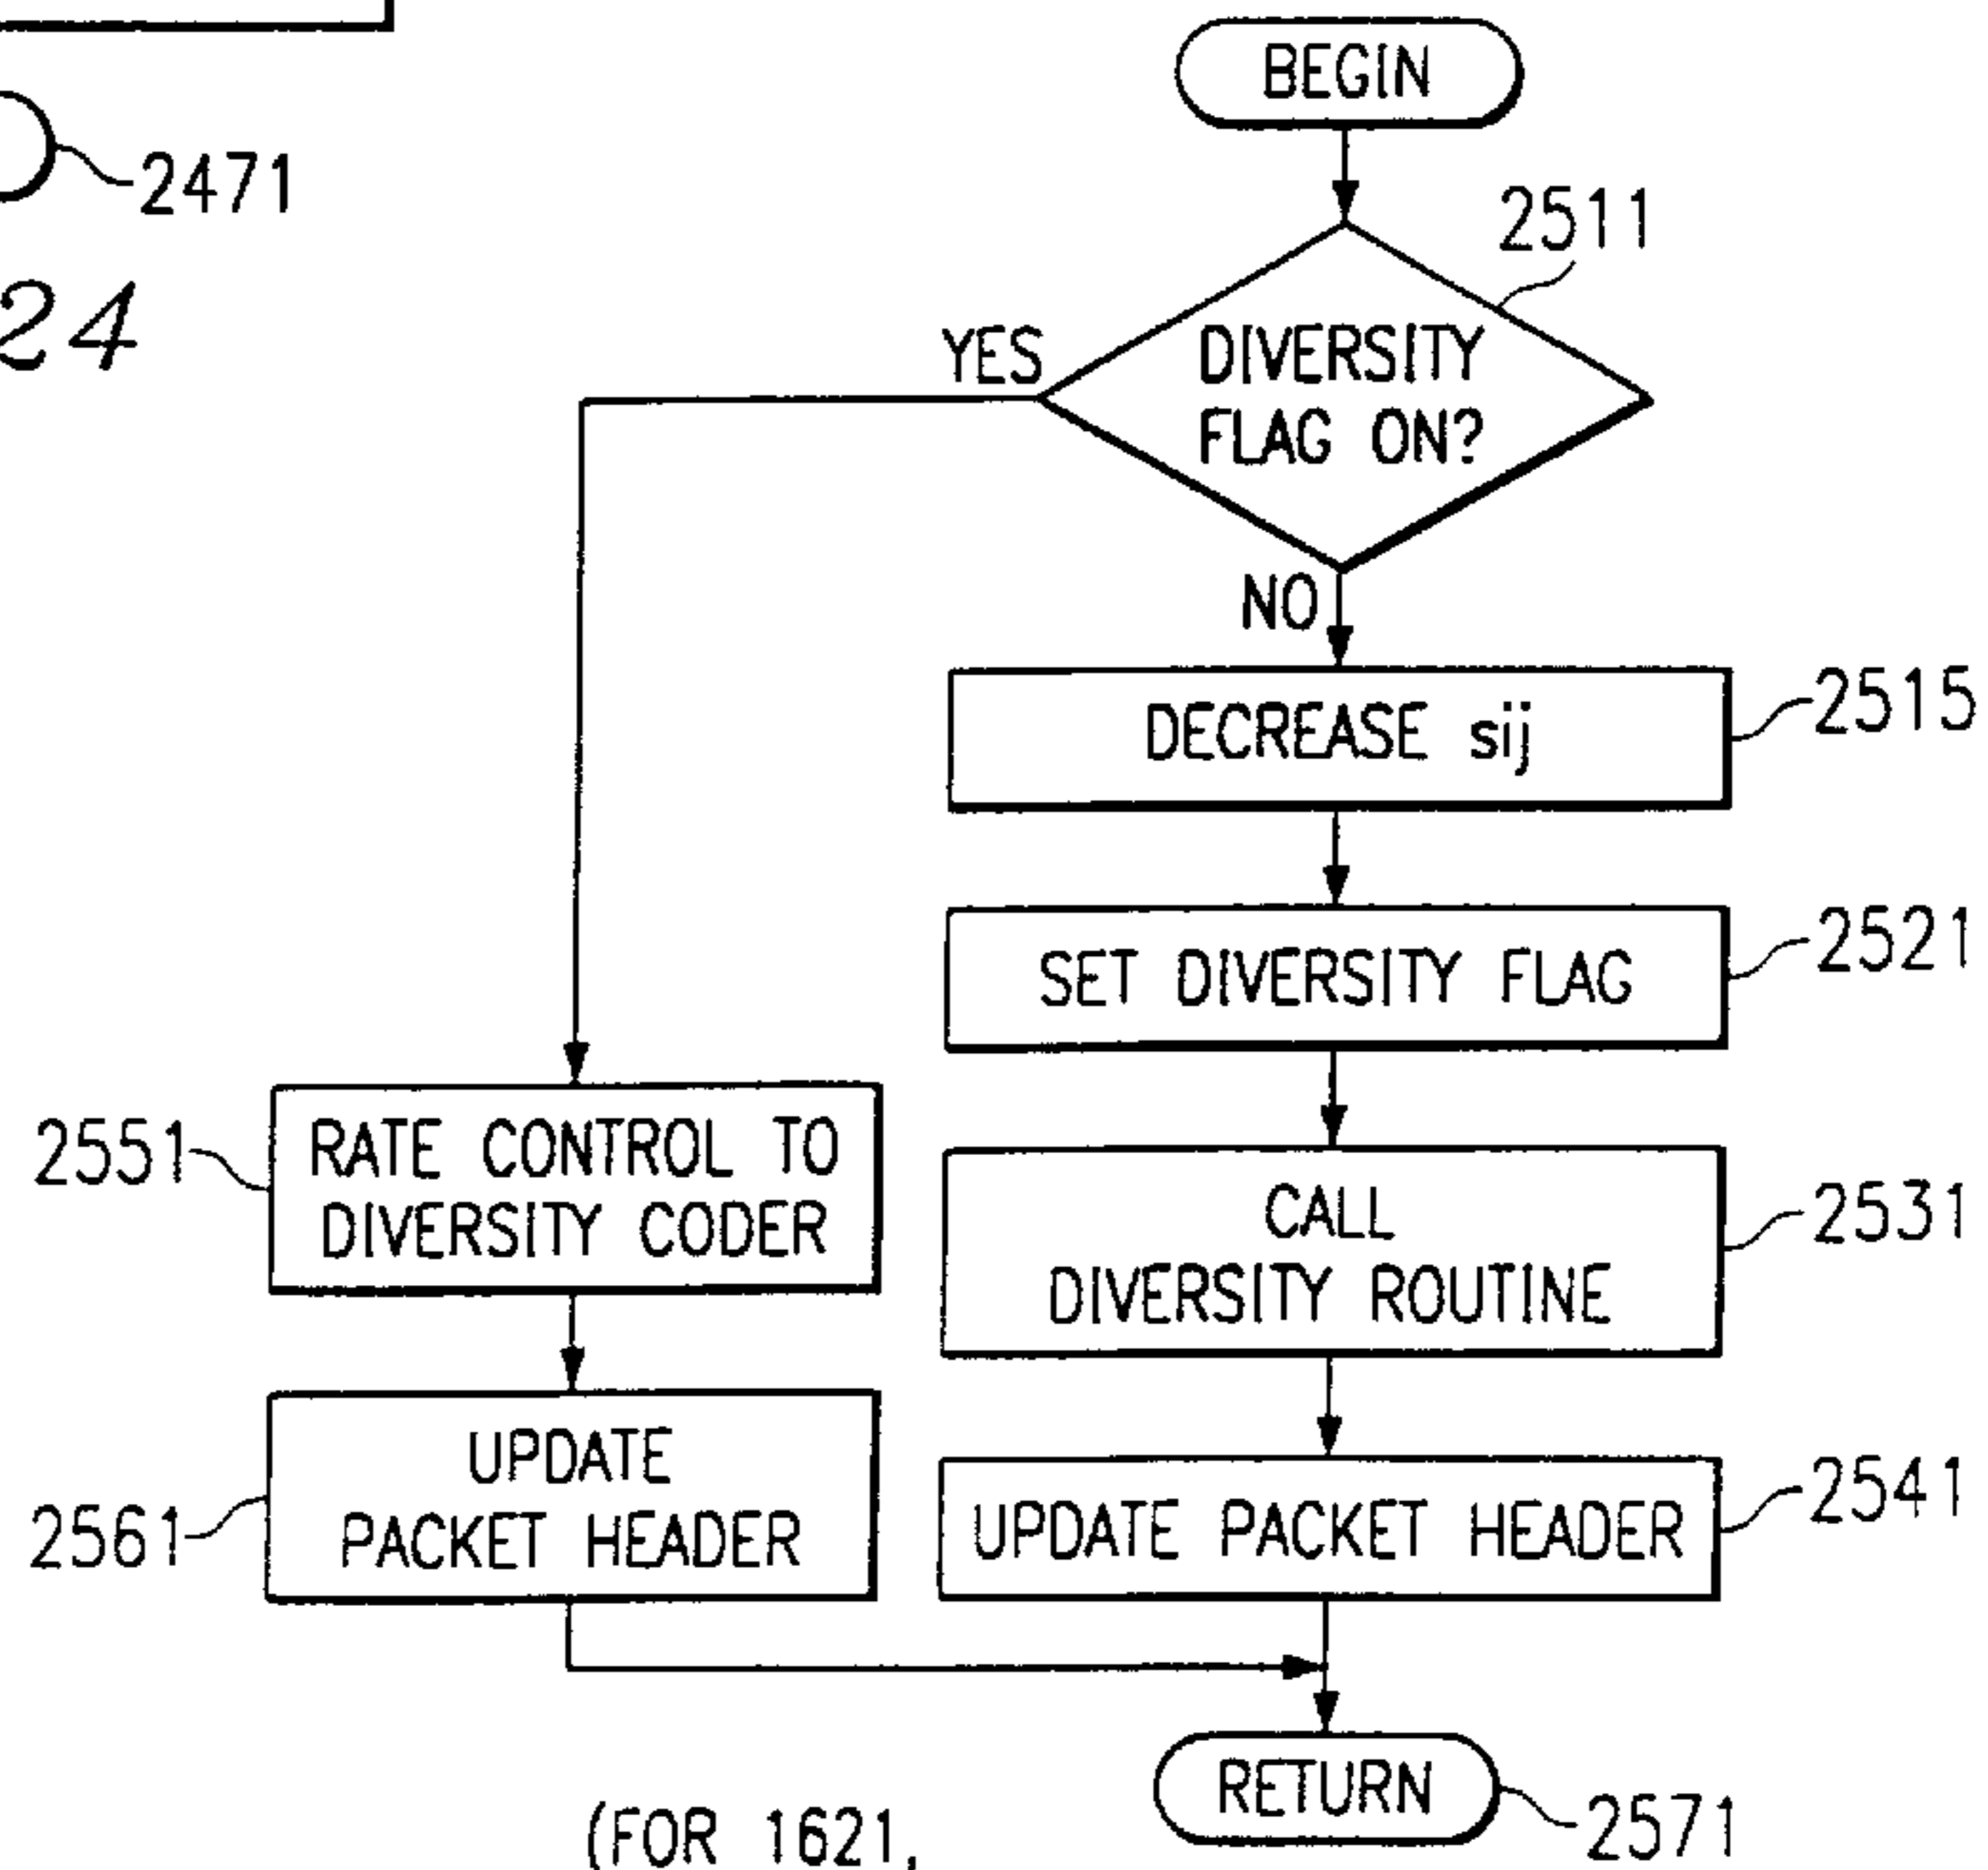 BEGIN
2471
2511
24
YES
DIVERSITY
FLAG ON?
NO
DECREASE sij
2515
SET DIVERSITY FLAG
2521
2551
RATE CONTROL TO
DIVERSITY CODER
CALL
DIVERSITY ROUTINE
2531
UPDATE
PACKET HEADER
2561
UPDATE PACKET HEADER
2541
RETURN
2571
(FOR 1621,